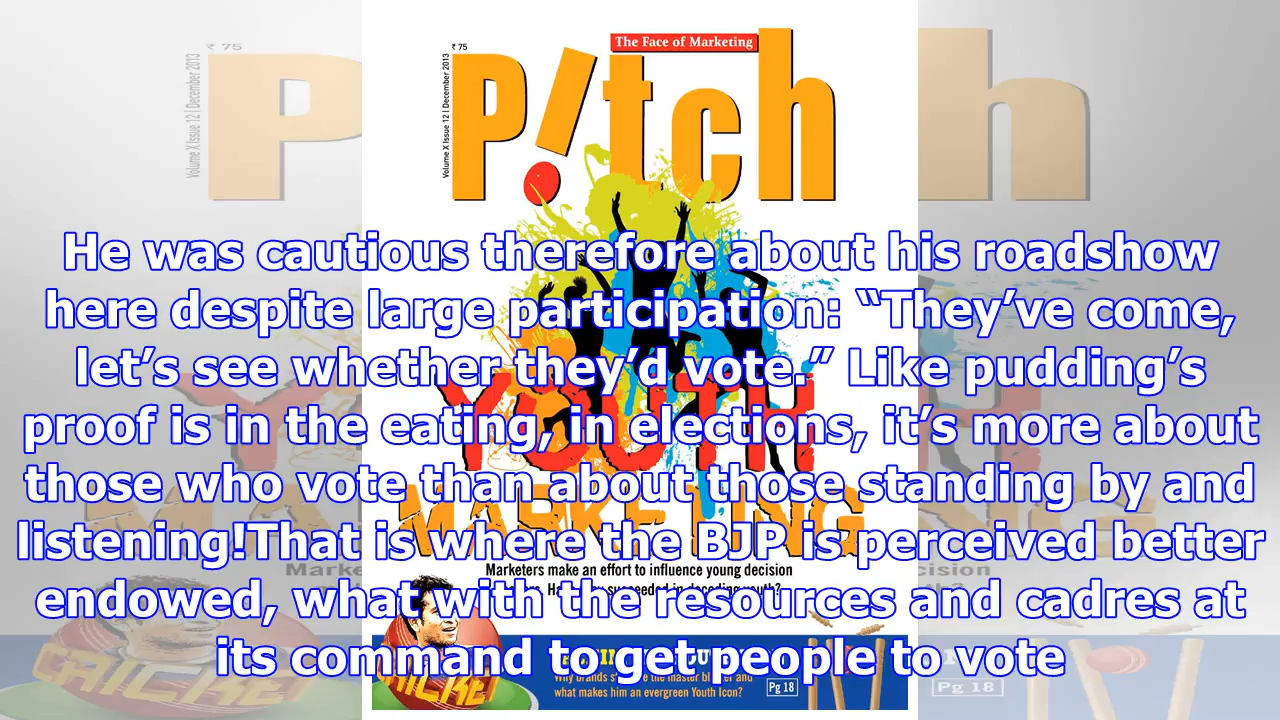 ₹ 75
The Face of Marketing
P!tch
Volume X Issue 12 | December 2013
He was cautious therefore about his roadshow
here despite large participation: “They’ve come,
let’s see whether they’d vote.” Like pudding’s
proof is in the eating, in elections, it’s more about
those who vote than about those standing by and
listening!That is where the BJP is perceived better
endowed, what with the resources and cadres at
its command to get people to vote
YOUTH
MARKETING
Marketers make an effort to influence young decision
CRICKET
Why brands
what makes him an evergreen Youth Icon?
Pg 18